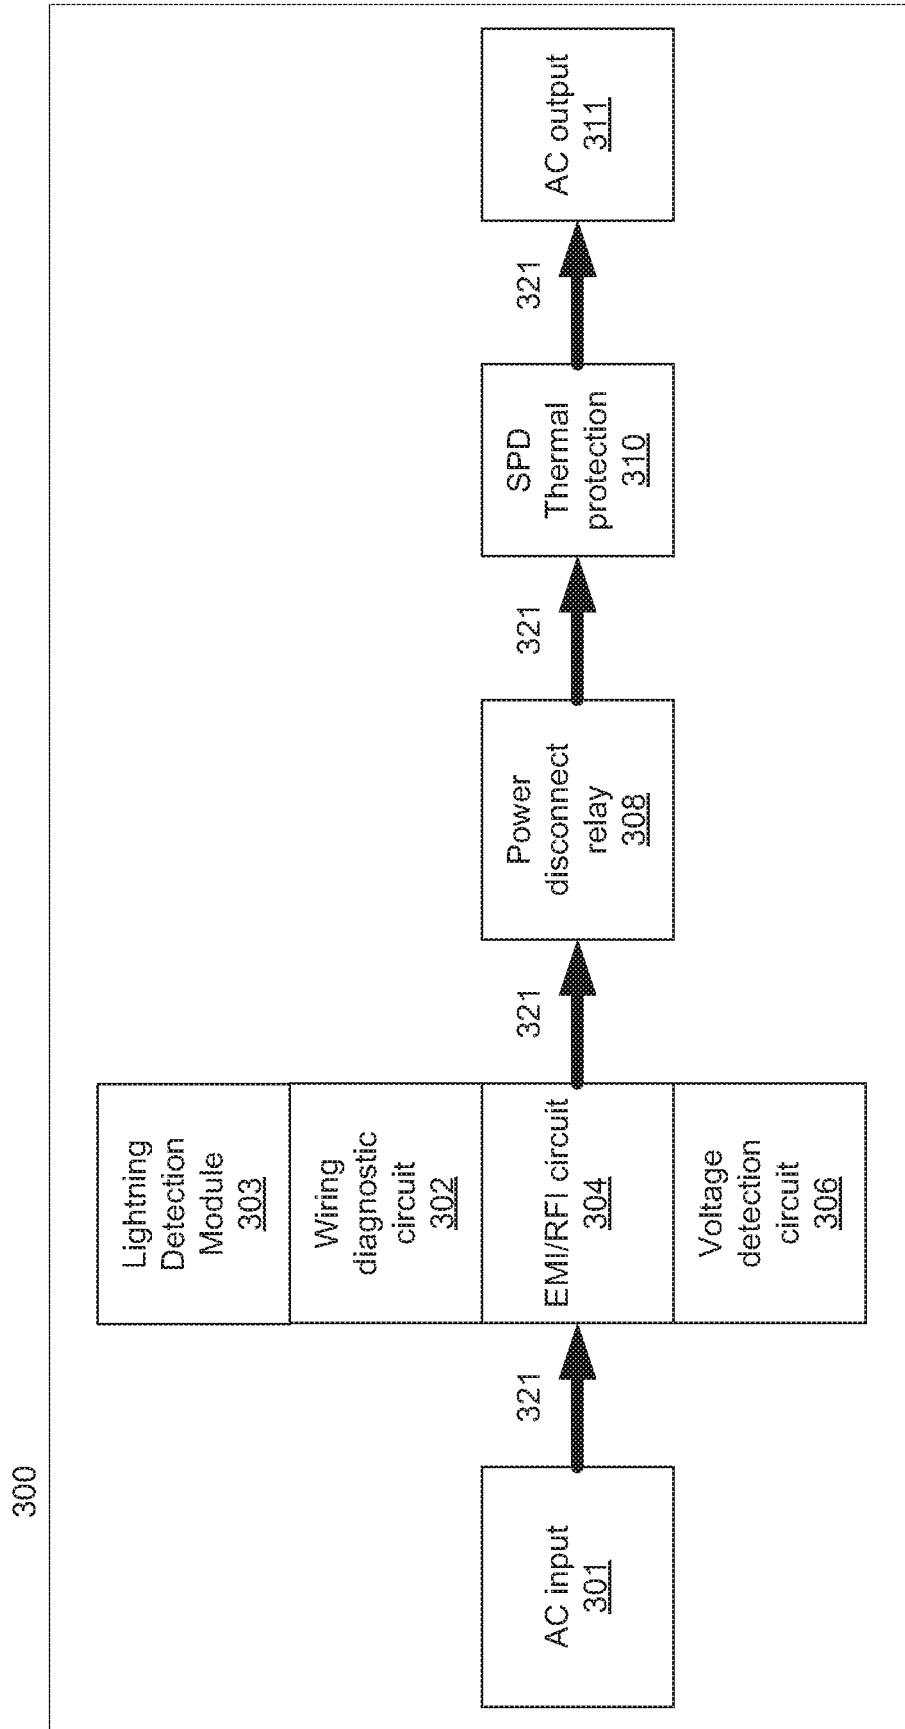 300
AC input
301
321
Lightning
Detection
Module
303
Wiring
diagnostic
circuit
302
EMI/RFI circuit
304
Voltage
detection
circuit
306
321
Power
disconnect
relay
308
321
SPD
Thermal
protection
310
321
AC output
311